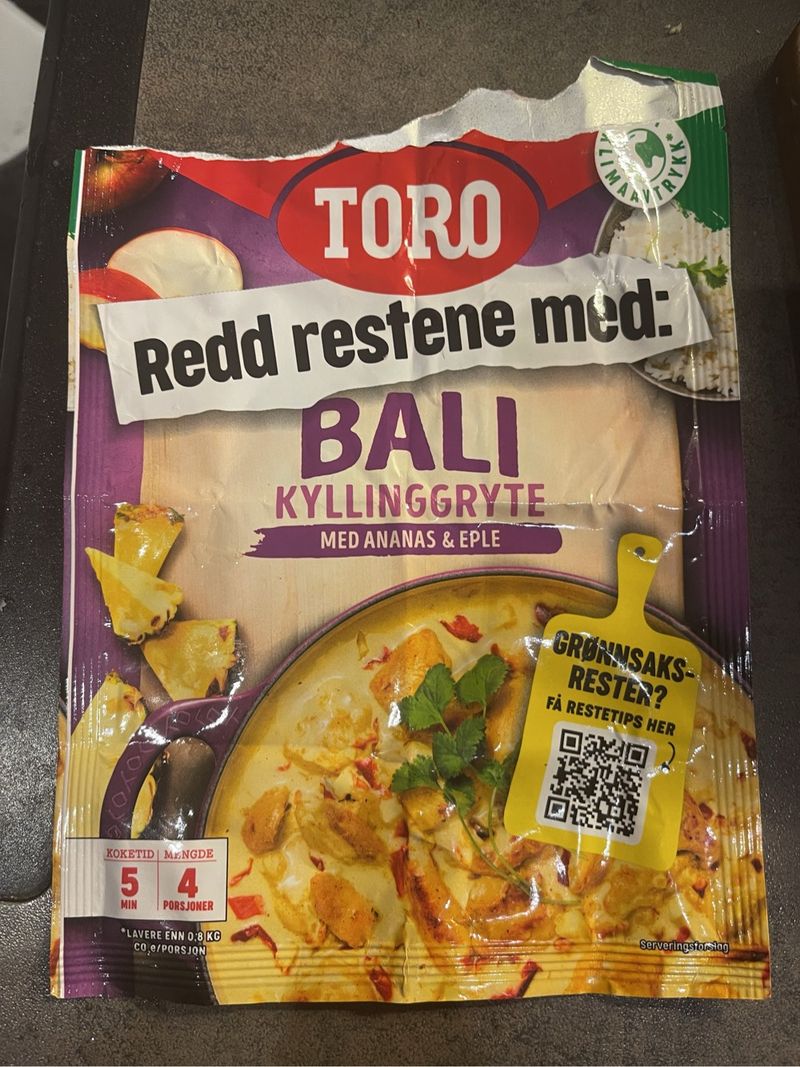 TORO
Redd restene med:
BALI
KYLLINGGRYTE
MED ANANAS & EPLE
GRØNNSAKS-
RESTER?
FÅ RESTETIPS HER
KOKETID
5
MIN
MENGDE
4
PORSJONER
*LAVERE ENN 0,8 KG
CO₂e/PORSJON
Serveringsforslag